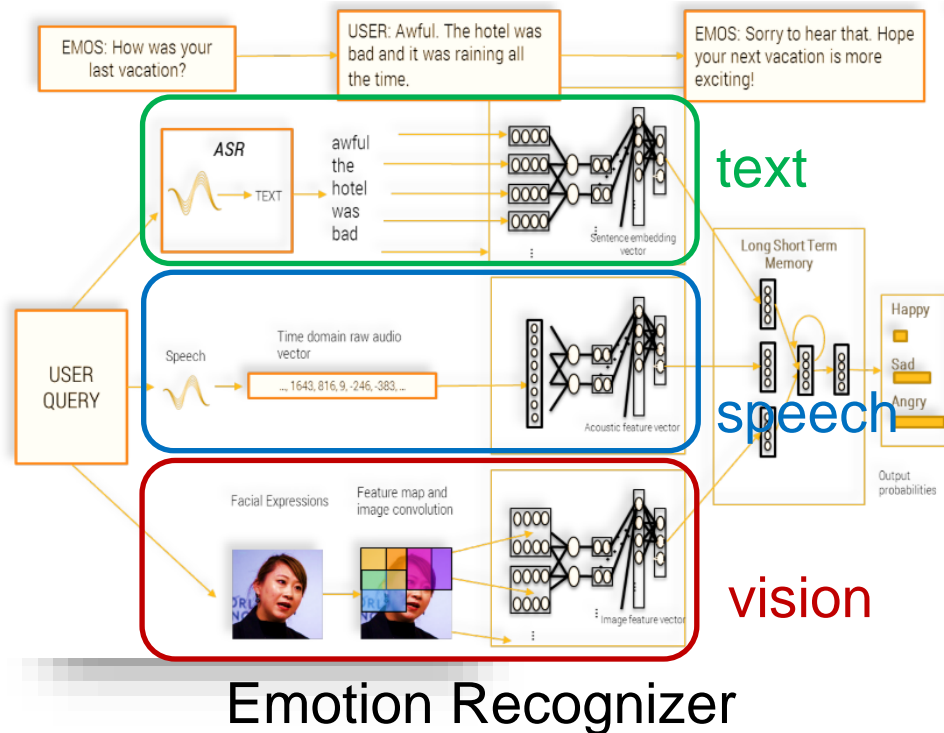 EMOS: How was your
last vacation?
USER: Awful. The hotel was
bad and it was raining all
the time.
EMOS: Sorry to hear that. Hope
your next vacation is more
exciting!
ASR
TEXT
awful
the
hotel
was
bad
Sentence embedding
vector
text
Long Short Term
Memory
USER
QUERY
Speech
Time domain raw audio
vector
..., 1643, 816, 9, -246, -383, ...
Acoustic feature vector
speech
Happy
Sad
Angry
Output
probabilities
Facial Expressions
Feature map and
image convolution
Image feature vector
vision
Emotion Recognizer